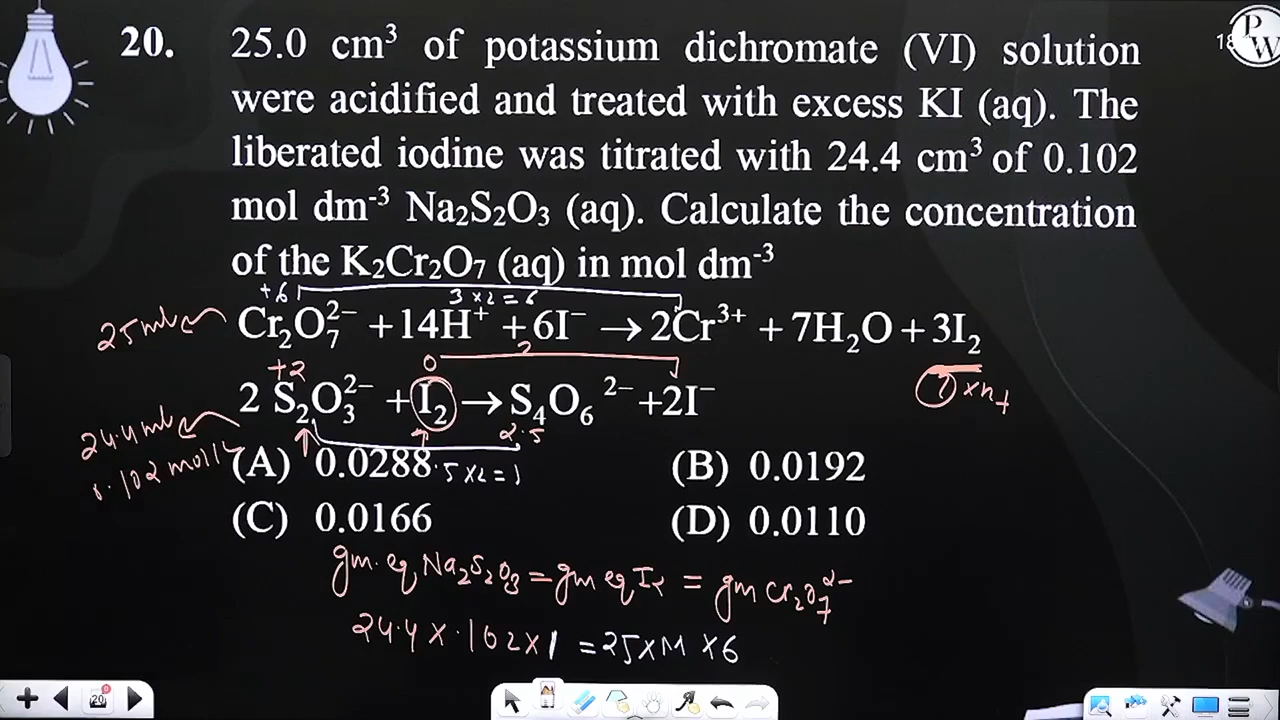 20. 25.0 cm³ of potassium dichromate (VI) solution
were acidified and treated with excess KI (aq). The
liberated iodine was titrated with 24.4 cm³ of 0.102
mol dm⁻³ Na₂S₂O₃ (aq). Calculate the concentration
of the K₂Cr₂O₇ (aq) in mol dm⁻³
+6 3×2=6
25ml Cr₂O₇²⁻ + 14H⁺ + 6I⁻ → 2Cr³⁺ + 7H₂O + 3I₂
+2 0 2
2 S₂O₃²⁻ + I₂ → S₄O₆²⁻ + 2I⁻
? × nf
24.4ml
2.5
0.102 mol/l
(A) 0.0288 (B) 0.0192
.5×2=1
(C) 0.0166 (D) 0.0110
gm.eq Na₂S₂O₃ = gm eq I₂ = gm Cr₂O₇²⁻
24.4 × .102 × 1 = 25 × M × 6
PW
20